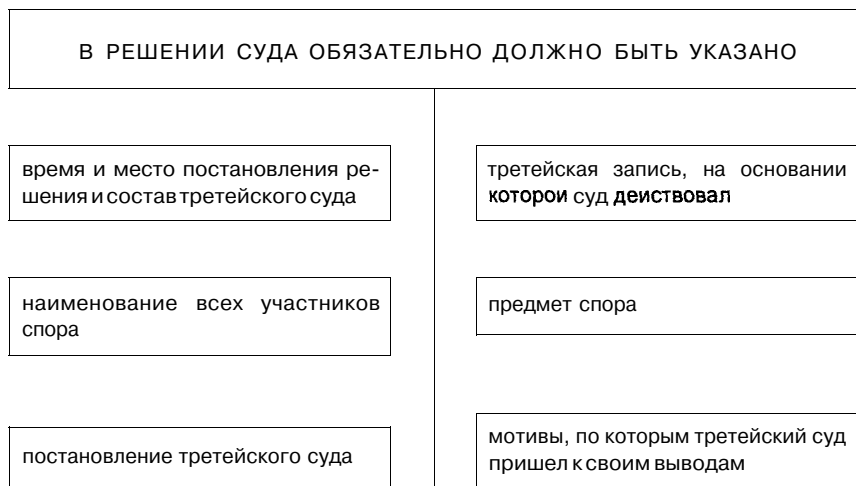 В РЕШЕНИИ СУДА ОБЯЗАТЕЛЬНО ДОЛЖНО БЫТЬ УКАЗАНО
время и место постановления ре-
шения и состав третейского суда
третейская запись, на основании
которои суд деиствовал
наименование всех участников
спора
предмет спора
постановление третейского суда
мотивы, по которым третейский суд
пришел к своим выводам